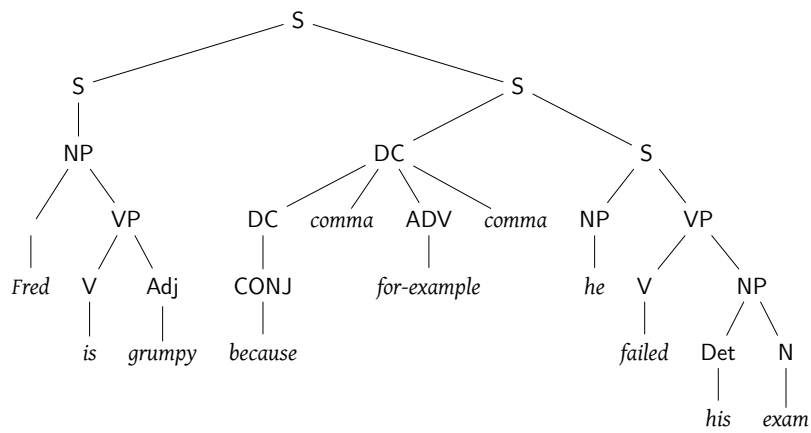 S
S S
NP DC S
VP DC comma ADV comma NP VP
Fred V Adj CONJ for-example he V NP
is grumpy because failed Det N
his exam